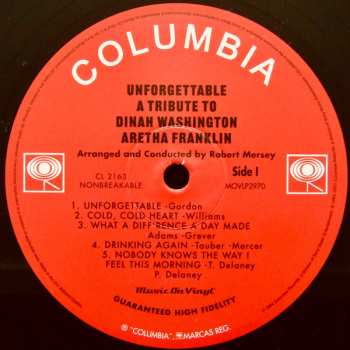 COLUMBIA
UNFORGETTABLE
A TRIBUTE TO
DINAH WASHINGTON
ARETHA FRANKLIN
Arranged and Conducted by Robert Mersey
CL 2163
NONBREAKABLE
Side 1
MOVLP2970
1. UNFORGETTABLE -Gordon
2. COLD, COLD HEART -Williams
3. WHAT A DIFF'RENCE A DAY MADE
Adams -Grever
4. DRINKING AGAIN -Tauber -Mercer
5. NOBODY KNOWS THE WAY I
FEEL THIS MORNING -T. Delaney
P. Delaney
Music On Vinyl
GUARANTEED HIGH FIDELITY
® "COLUMBIA", MARCAS REG.